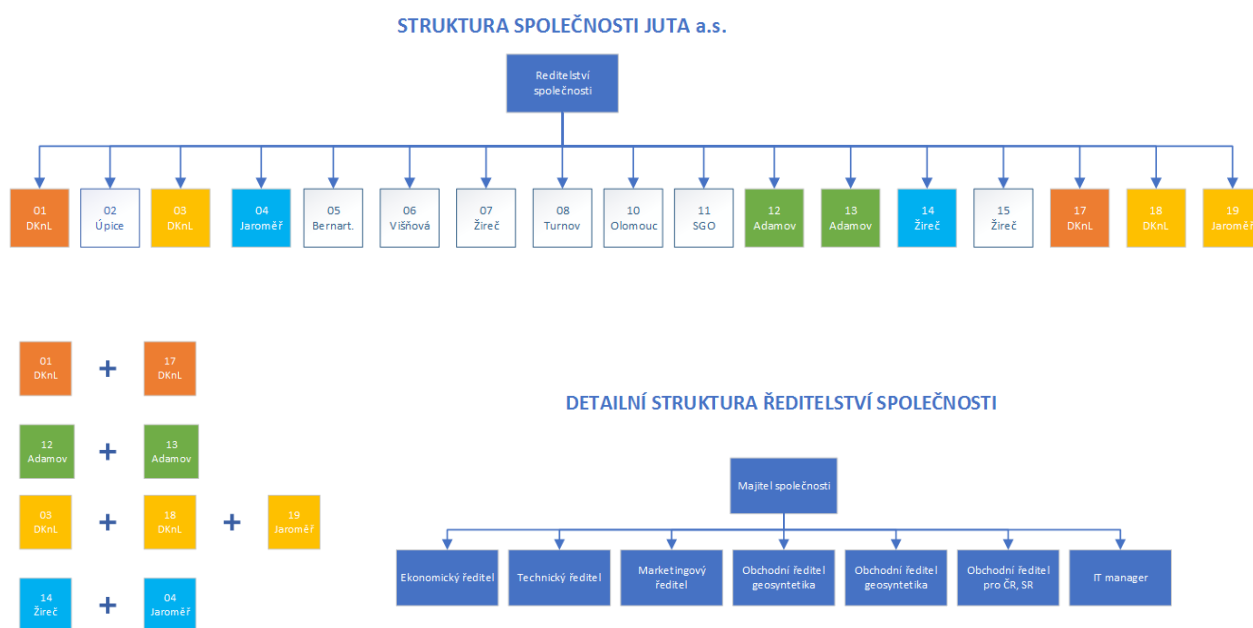 STRUKTURA SPOLEČNOSTI JUTA a.s.
Reditelství
společnosti
01
DKnL
02
Úpice
03
DKnL
04
Jaroměř
05
Bernart.
06
Višňová
07
Žireč
08
Turnov
10
Olomouc
11
SGO
12
Adamov
13
Adamov
14
Žireč
15
Žireč
17
DKnL
18
DKnL
19
Jaroměř
01
DKnL
+
17
DKnL
12
Adamov
+
13
Adamov
03
DKnL
+
18
DKnL
+
19
Jaroměř
14
Žireč
+
04
Jaroměř
DETAILNÍ STRUKTURA ŘEDITELSTVÍ SPOLEČNOSTI
Majitel společnosti
Ekonomický ředitel
Technický ředitel
Marketingový
ředitel
Obchodní ředitel
geosyntetika
Obchodní ředitel
geosyntetika
Obchodní ředitel
pro ČR, SR
IT manager